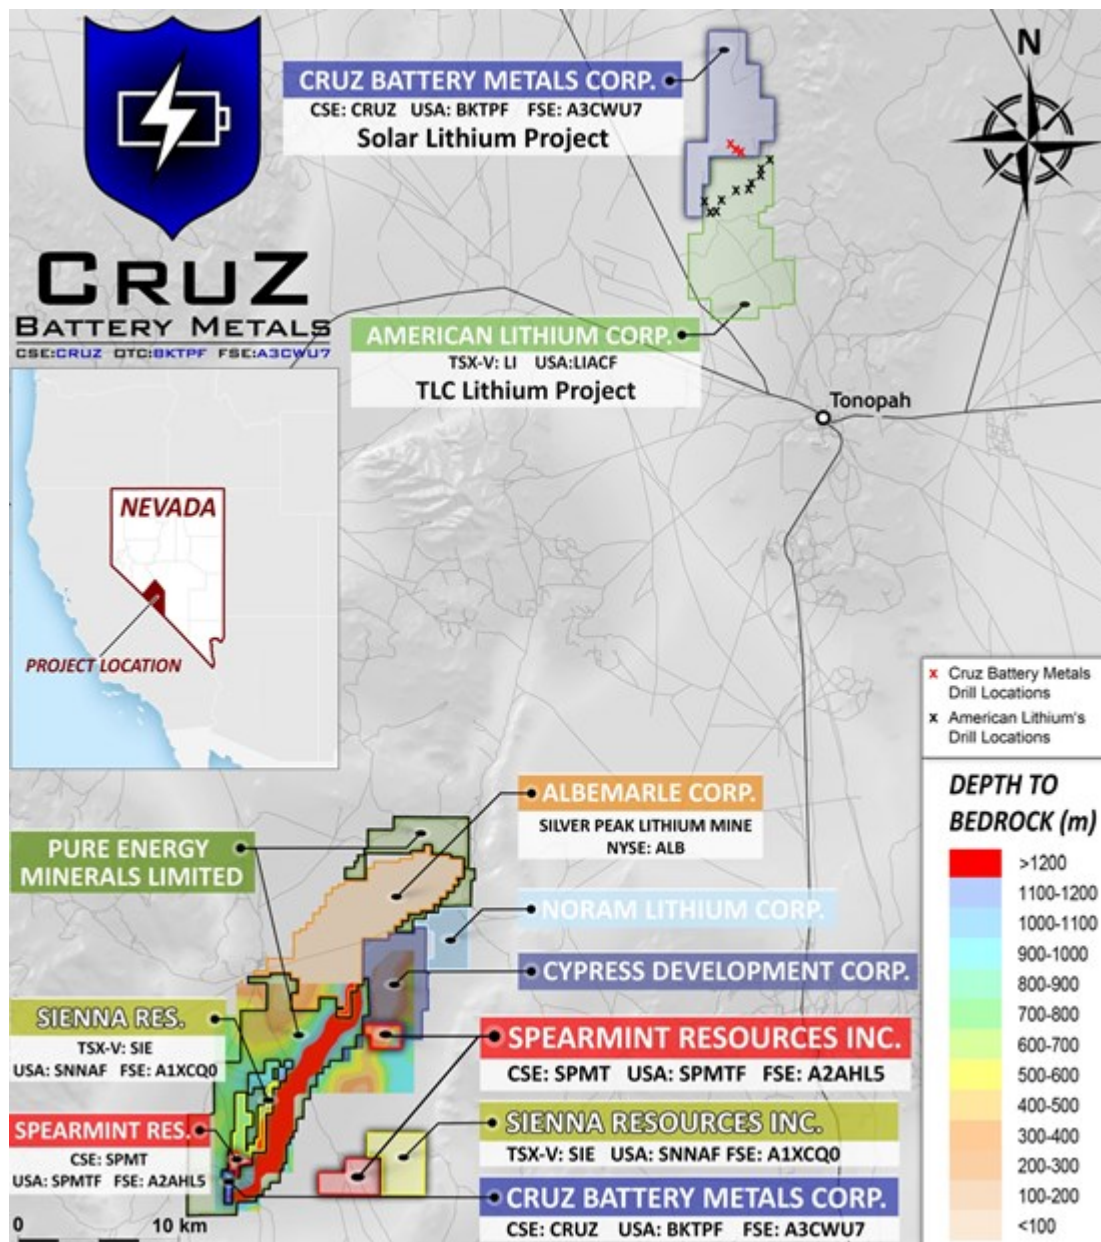 CRUZ BATTERY METALS CORP.
CSE: CRUZ USA: BKTPF FSE: A3CWU7
Solar Lithium Project
N
CRUZ
BATTERY METALS
CSE:CRUZ OTC:BKTPF FSE:A3CWU7
AMERICAN LITHIUM CORP.
TSX-V: LI USA:LIACF
TLC Lithium Project
Tonopah
NEVADA
PROJECT LOCATION
x Cruz Battery Metals
Drill Locations
x American Lithium's
Drill Locations
DEPTH TO
BEDROCK (m)
>1200
1100-1200
1000-1100
900-1000
800-900
700-800
600-700
500-600
400-500
300-400
200-300
100-200
<100
ALBEMARLE CORP.
SILVER PEAK LITHIUM MINE
NYSE: ALB
PURE ENERGY
MINERALS LIMITED
NORAM LITHIUM CORP.
CYPRESS DEVELOPMENT CORP.
SIENNA RES.
TSX-V: SIE
USA: SNNAF FSE: A1XCQ0
SPEARMINT RESOURCES INC.
CSE: SPMT USA: SPMTF FSE: A2AHL5
SPEARMINT RES.
CSE: SPMT
USA: SPMTF FSE: A2AHL5
SIENNA RESOURCES INC.
TSX-V: SIE USA: SNNAF FSE: A1XCQ0
CRUZ BATTERY METALS CORP.
CSE: CRUZ USA: BKTPF FSE: A3CWU7
0 10 km